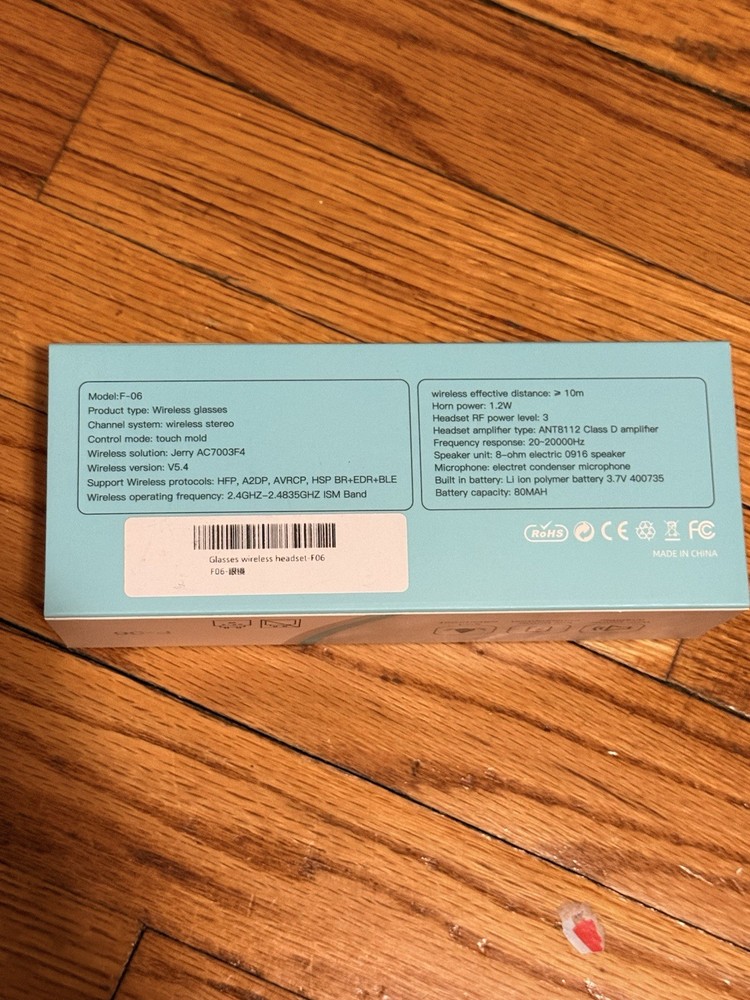 Model:F-06
Product type: Wireless glasses
Channel system: wireless stereo
Control mode: touch mold
Wireless solution: Jerry AC7003F4
Wireless version: V5.4
Support Wireless protocols: HFP, A2DP, AVRCP, HSP BR+EDR+BLE
Wireless operating frequency: 2.4GHZ-2.4835GHZ ISM Band
wireless effective distance: ⩾ 10m
Horn power: 1.2W
Headset RF power level: 3
Headset amplifier type: ANT8112 Class D amplifier
Frequency response: 20-20000Hz
Speaker unit: 8-ohm electric 0916 speaker
Microphone: electret condenser microphone
Built in battery: Li ion polymer battery 3.7V 400735
Battery capacity: 80MAH
Glasses wireless headset-F06
F06-眼镜
RoHS CE FC
MADE IN CHINA